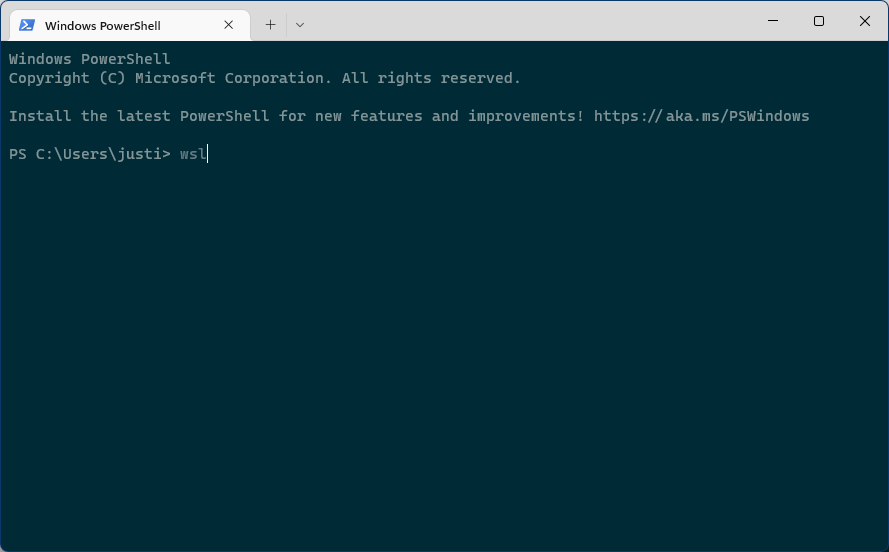 Windows PowerShell
Windows PowerShell
Copyright (C) Microsoft Corporation. All rights reserved.
Install the latest PowerShell for new features and improvements! https://aka.ms/PSWindows
PS C:\Users\justi> wsl